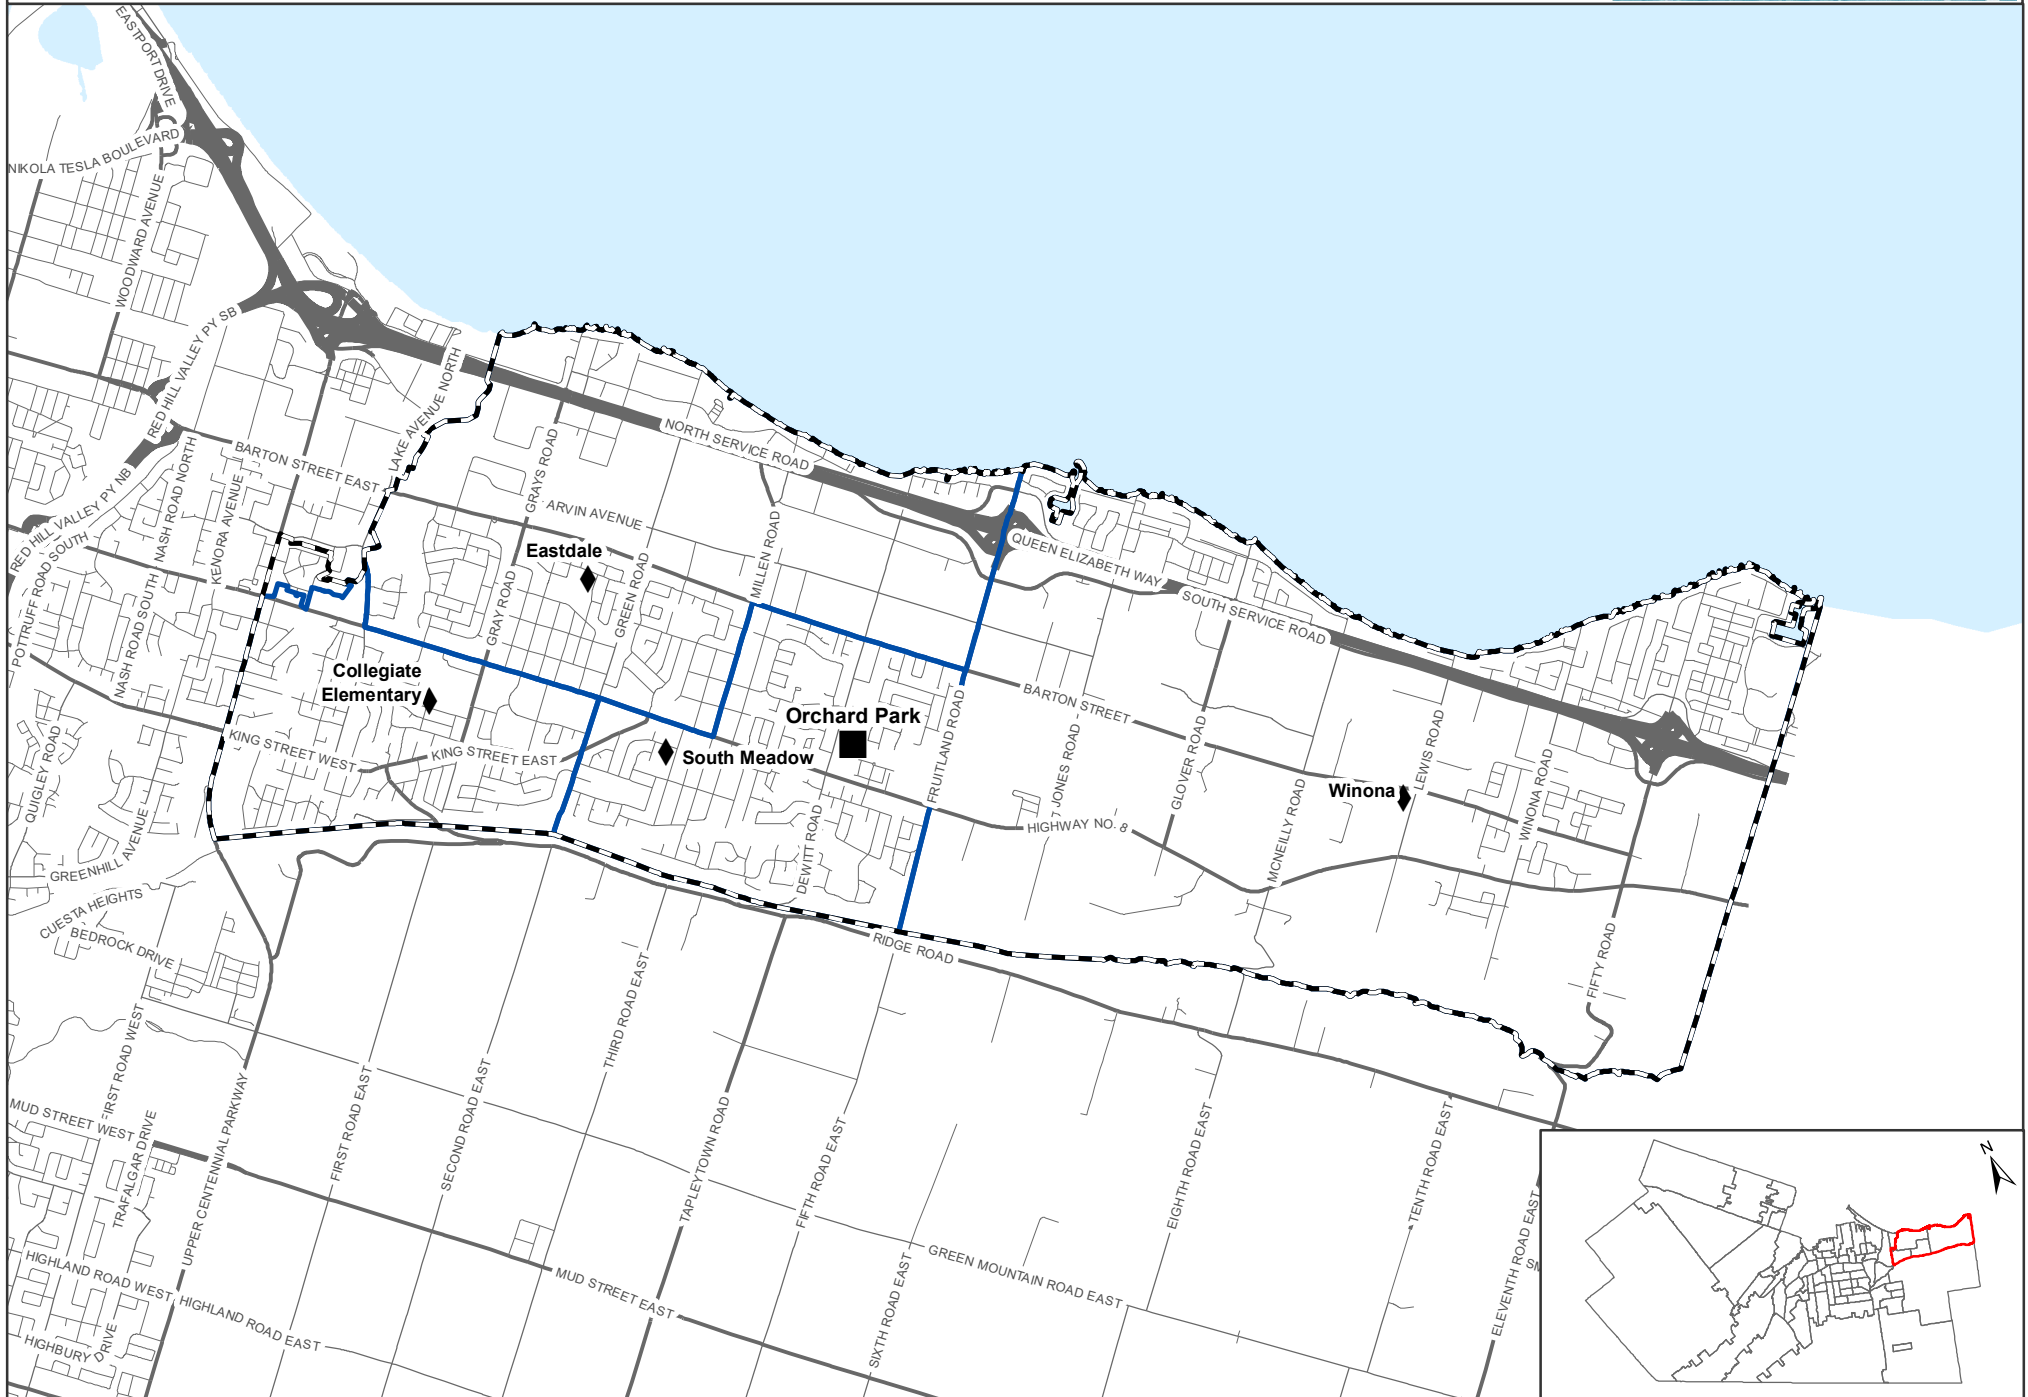 EASTPORT DRIVE
NIKOLA TESLA BOULEVARD
WOODWARD AVENUE
RED HILL VALLEY PY SB
LAKE AVENUE NORTH
NORTH SERVICE ROAD
BARTON STREET EAST
GRAYS ROAD
ARVIN AVENUE
RED HILL VALLEY PY NB
NASH ROAD NORTH
KENORA AVENUE
MILLEN ROAD
QUEEN ELIZABETH WAY
Eastdale
GREEN ROAD
GRAY ROAD
SOUTH SERVICE ROAD
POTTRUFF ROAD SOUTH
NASH ROAD SOUTH
Collegiate
Elementary
Orchard Park
South Meadow
KING STREET WEST
KING STREET EAST
FRUITLAND ROAD
BARTON STREET
JONES ROAD
GLOVER ROAD
LEWIS ROAD
Winona
WINONA ROAD
MCNEILLY ROAD
HIGHWAY NO. 8
QUIGLEY ROAD
DEWITT ROAD
GREENHILL AVENUE
CUESTA HEIGHTS
BEDROCK DRIVE
RIDGE ROAD
FIFTY ROAD
FIRST ROAD WEST
THIRD ROAD EAST
MUD STREET WEST
TRAFALGAR DRIVE
UPPER CENTENNIAL PARKWAY
FIRST ROAD EAST
SECOND ROAD EAST
TAPLEYTOWN ROAD
FIFTH ROAD EAST
EIGHTH ROAD EAST
TENTH ROAD EAST
ELEVENTH ROAD EAST
SM
N
HIGHLAND ROAD WEST
HIGHLAND ROAD EAST
MUD STREET EAST
GREEN MOUNTAIN ROAD EAST
SIXTH ROAD EAST
HIGHBURY DRIVE